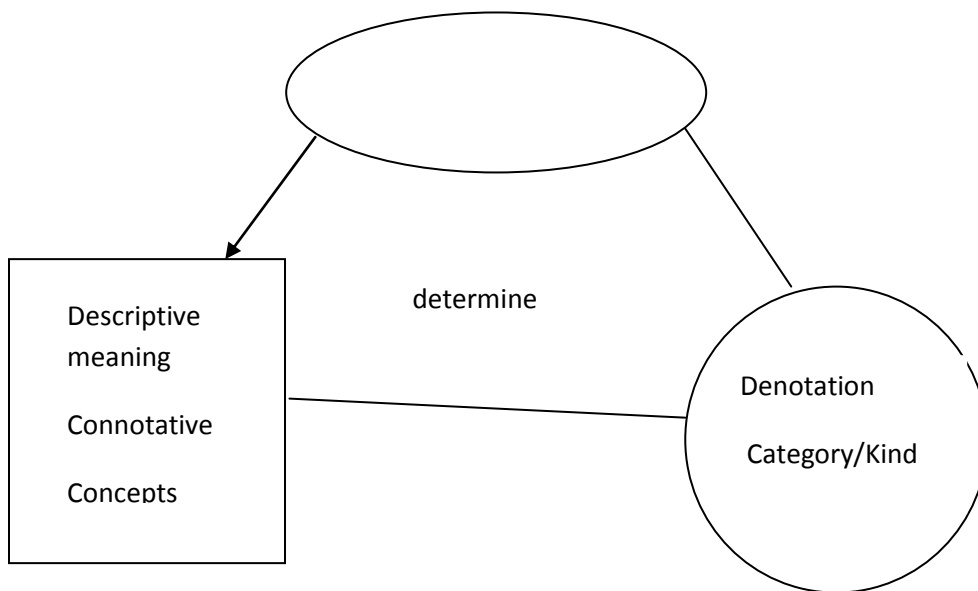 determine
Descriptive
meaning
Connotative
Concepts
Denotation
Category/Kind